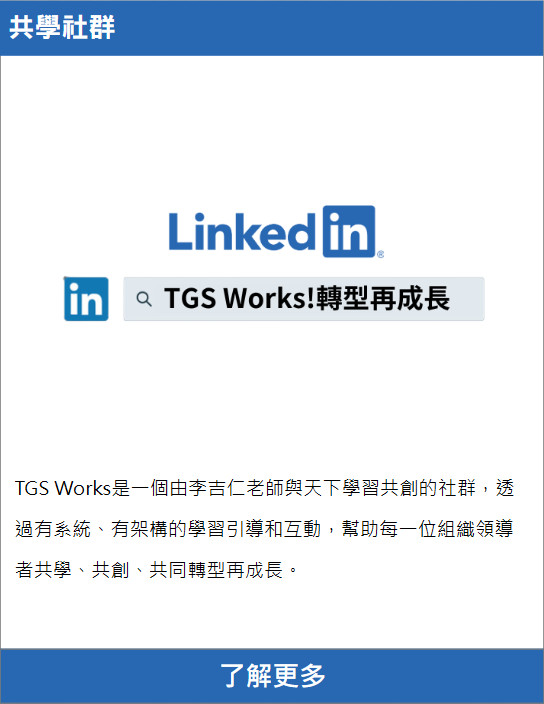 共學社群
Linked in®
in TGS Works!轉型再成長
TGS Works是一個由李吉仁老師與天下學習共創的社群，透
過有系統、有架構的學習引導和互動，幫助每一位組織領導
者共學、共創、共同轉型再成長。
了解更多